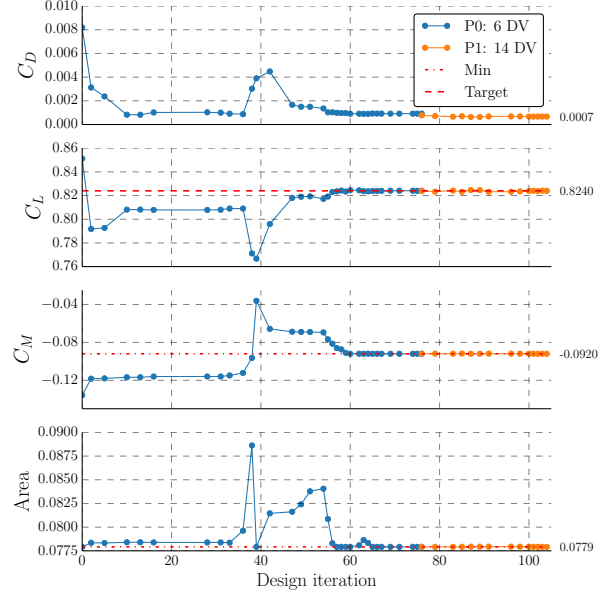 0.010
0.008
0.006
0.004
0.002
0.000
C_D
P0: 6 DV
P1: 14 DV
Min
Target
0.0007
0.86
0.84
0.82
0.80
0.78
0.76
C_L
0.8240
−0.04
−0.08
−0.12
C_M
-0.0920
0.0900
0.0875
0.0850
0.0825
0.0800
0.0775
Area
0.0779
0 20 40 60 80 100
Design iteration